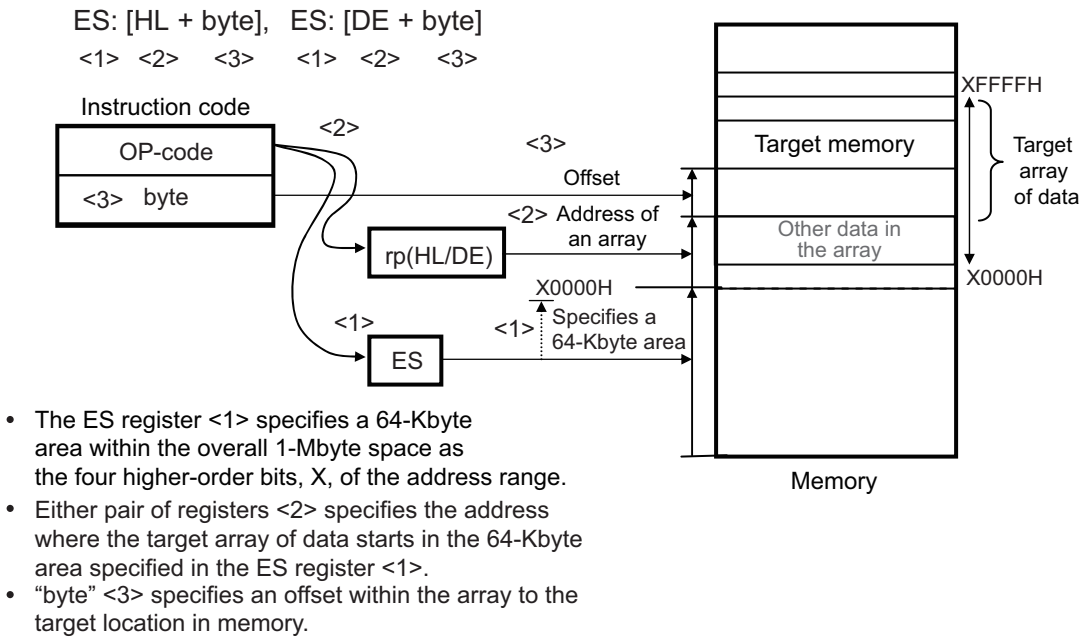 ES: [HL + byte], ES: [DE + byte]
<1> <2> <3> <1> <2> <3>
Instruction code
OP-code
<3> byte
<2>
<3>
Offset
<2> Address of
an array
rp(HL/DE)
X0000H
<1>
<1>
Specifies a
64-Kbyte area
ES
XFFFFH
Target memory
Target
array
of data
Other data in
the array
X0000H
Memory
• The ES register <1> specifies a 64-Kbyte
area within the overall 1-Mbyte space as
the four higher-order bits, X, of the address range.
• Either pair of registers <2> specifies the address
where the target array of data starts in the 64-Kbyte
area specified in the ES register <1>.
• “byte” <3> specifies an offset within the array to the
target location in memory.